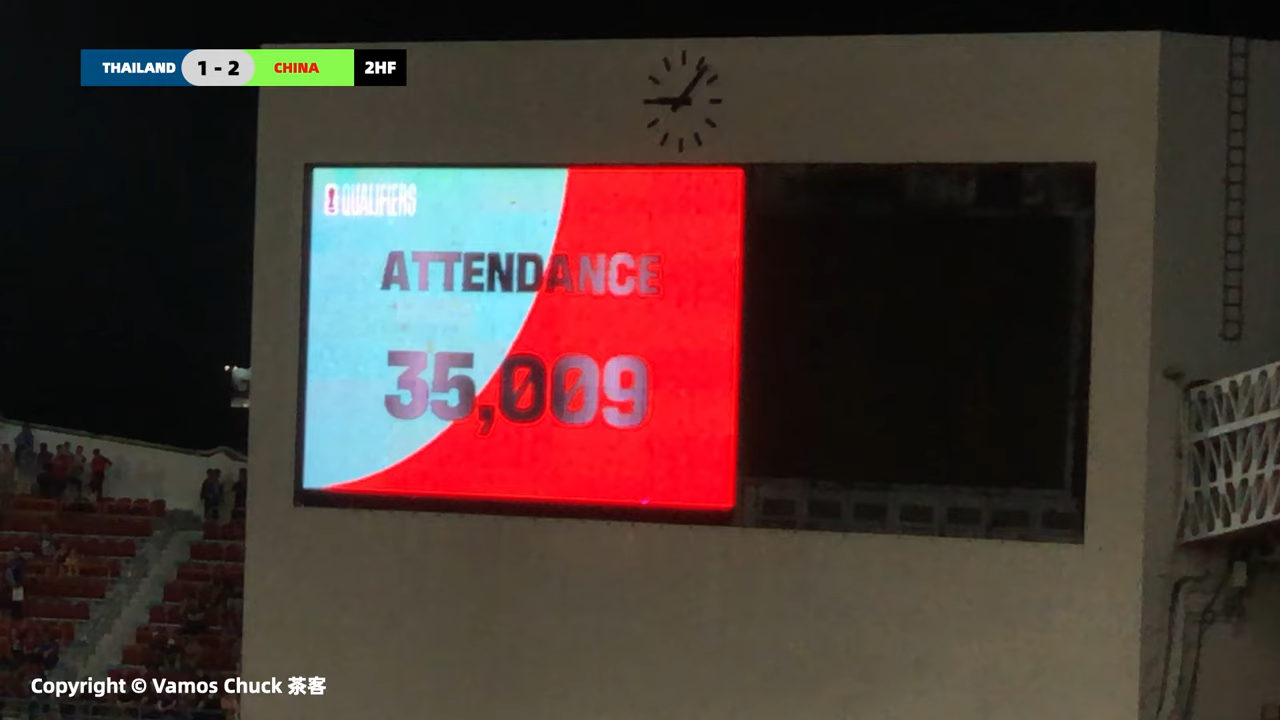 THAILAND 1 - 2 CHINA 2HF
QUALIFIERS
ATTENDANCE
35,009
Copyright © Vamos Chuck 茶客